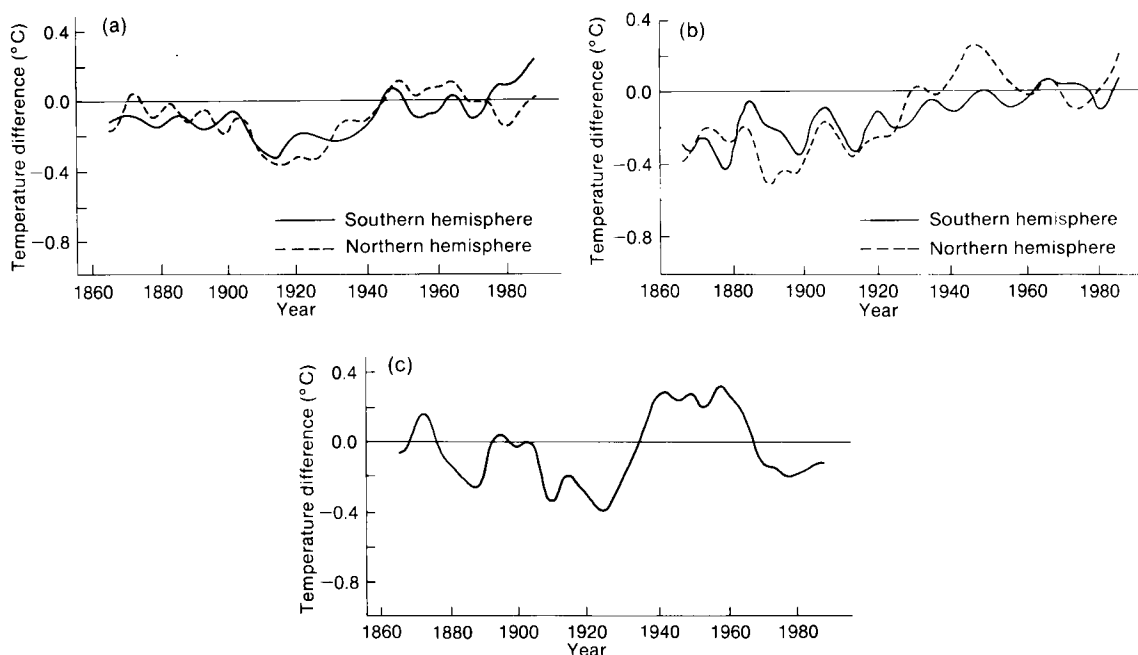 (a)
Temperature difference (°C)
0.4
0.0
−0.4
−0.8
Southern hemisphere
Northern hemisphere
1860 1880 1900 1920 1940 1960 1980
Year
(b)
Temperature difference (°C)
0.4
0.0
−0.4
−0.8
Southern hemisphere
Northern hemisphere
1860 1880 1900 1920 1940 1960 1980
Year
(c)
Temperature difference (°C)
0.4
0.0
−0.4
−0.8
1860 1880 1900 1920 1940 1960 1980
Year